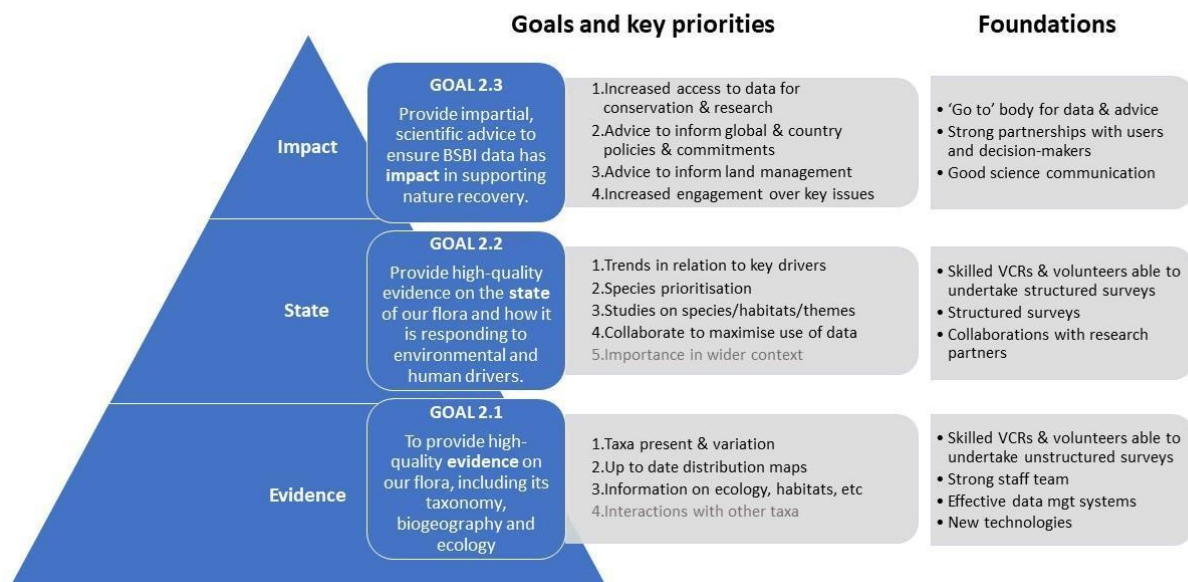 Goals and key priorities
Foundations
Impact
GOAL 2.3
Provide impartial,
scientific advice to
ensure BSBI data has
impact in supporting
nature recovery.
1.Increased access to data for
conservation & research
2.Advice to inform global & country
policies & commitments
3.Advice to inform land management
4.Increased engagement over key issues
• ‘Go to’ body for data & advice
• Strong partnerships with users
and decision-makers
• Good science communication
State
GOAL 2.2
Provide high-quality
evidence on the state
of our flora and how it
is responding to
environmental and
human drivers.
1.Trends in relation to key drivers
2.Species prioritisation
3.Studies on species/habitats/themes
4.Collaborate to maximise use of data
5.Importance in wider context
• Skilled VCRs & volunteers able to
undertake structured surveys
• Structured surveys
• Collaborations with research
partners
Evidence
GOAL 2.1
To provide high-
quality evidence on
our flora, including its
taxonomy,
biogeography and
ecology
1.Taxa present & variation
2.Up to date distribution maps
3.Information on ecology, habitats, etc
4.Interactions with other taxa
• Skilled VCRs & volunteers able to
undertake unstructured surveys
• Strong staff team
• Effective data mgt systems
• New technologies